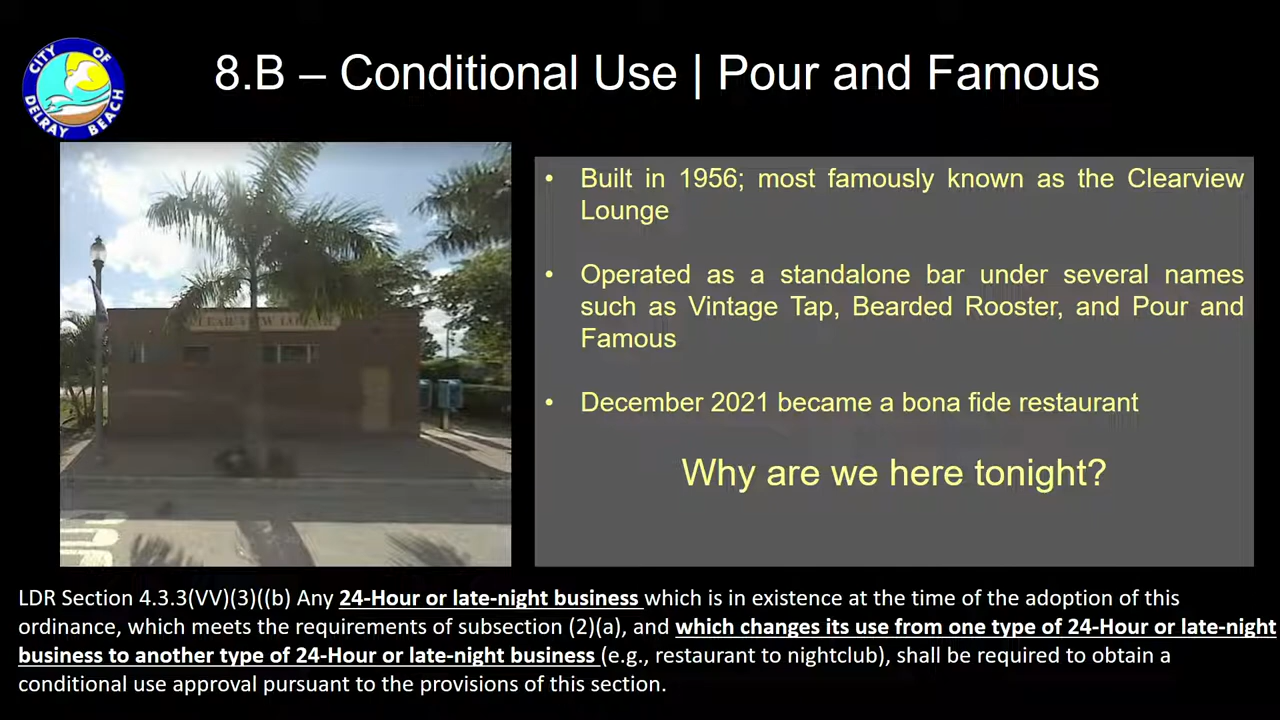 CITY OF
DELRAY BEACH
8.B – Conditional Use | Pour and Famous
CLEARVIEW LOUNGE
• Built in 1956; most famously known as the Clearview
Lounge
• Operated as a standalone bar under several names
such as Vintage Tap, Bearded Rooster, and Pour and
Famous
• December 2021 became a bona fide restaurant
Why are we here tonight?
LDR Section 4.3.3(VV)(3)((b) Any 24-Hour or late-night business which is in existence at the time of the adoption of this
ordinance, which meets the requirements of subsection (2)(a), and which changes its use from one type of 24-Hour or late-night
business to another type of 24-Hour or late-night business (e.g., restaurant to nightclub), shall be required to obtain a
conditional use approval pursuant to the provisions of this section.